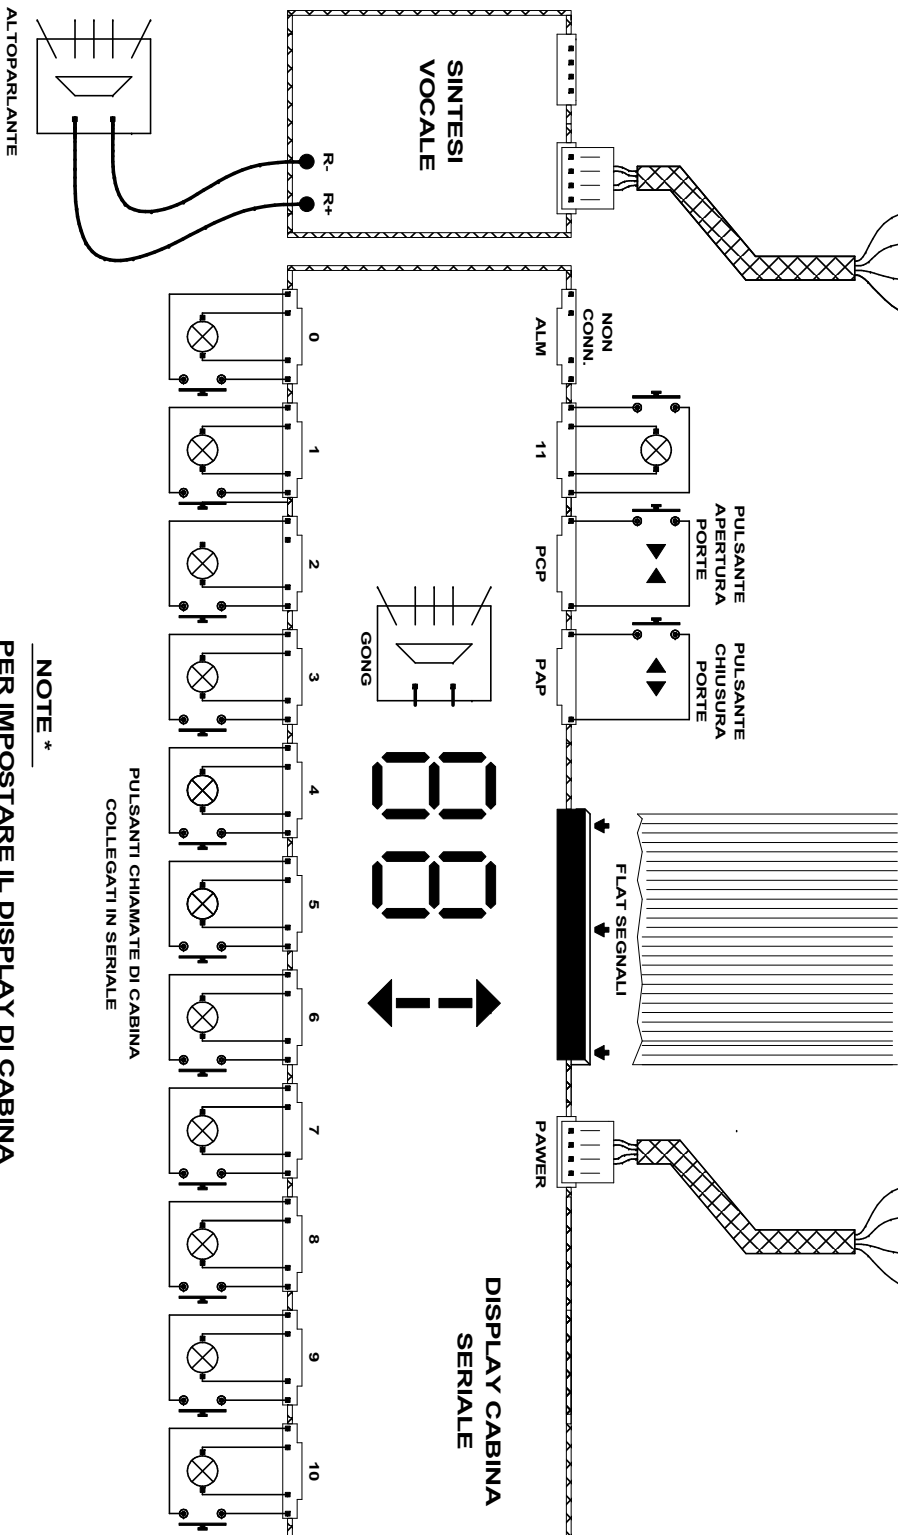 SINTESI
VOCALE
R-
R+
ALTOPARLANTE
NON
CONN.
ALM
11
PCP
PAP
PULSANTE
APERTURA
PORTE
PULSANTE
CHIUSURA
PORTE
FLAT SEGNALI
PAWER
GONG
88
DISPLAY CABINA
SERIALE
0
1
2
3
4
5
6
7
8
9
10
PULSANTI CHIAMATE DI CABINA
COLLEGATI IN SERIALE
NOTE *
PER IMPOSTARE IL DISPLAY DI CABINA